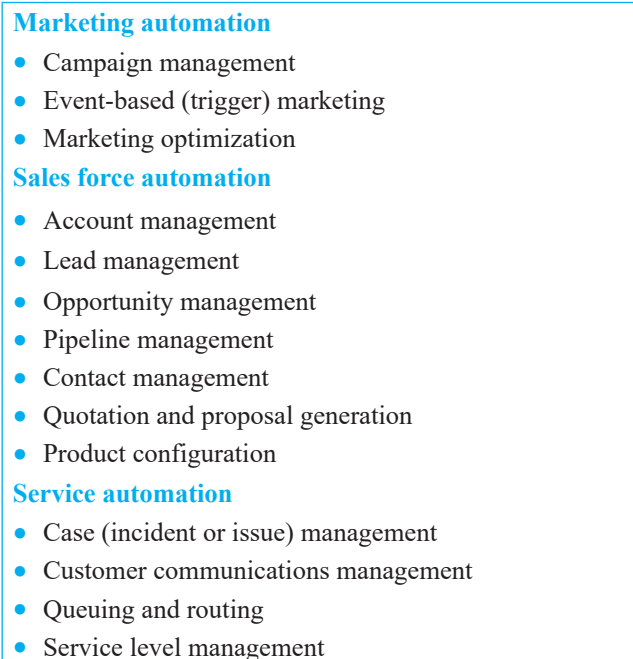 Marketing automation
• Campaign management
• Event-based (trigger) marketing
• Marketing optimization
Sales force automation
• Account management
• Lead management
• Opportunity management
• Pipeline management
• Contact management
• Quotation and proposal generation
• Product configuration
Service automation
• Case (incident or issue) management
• Customer communications management
• Queuing and routing
• Service level management